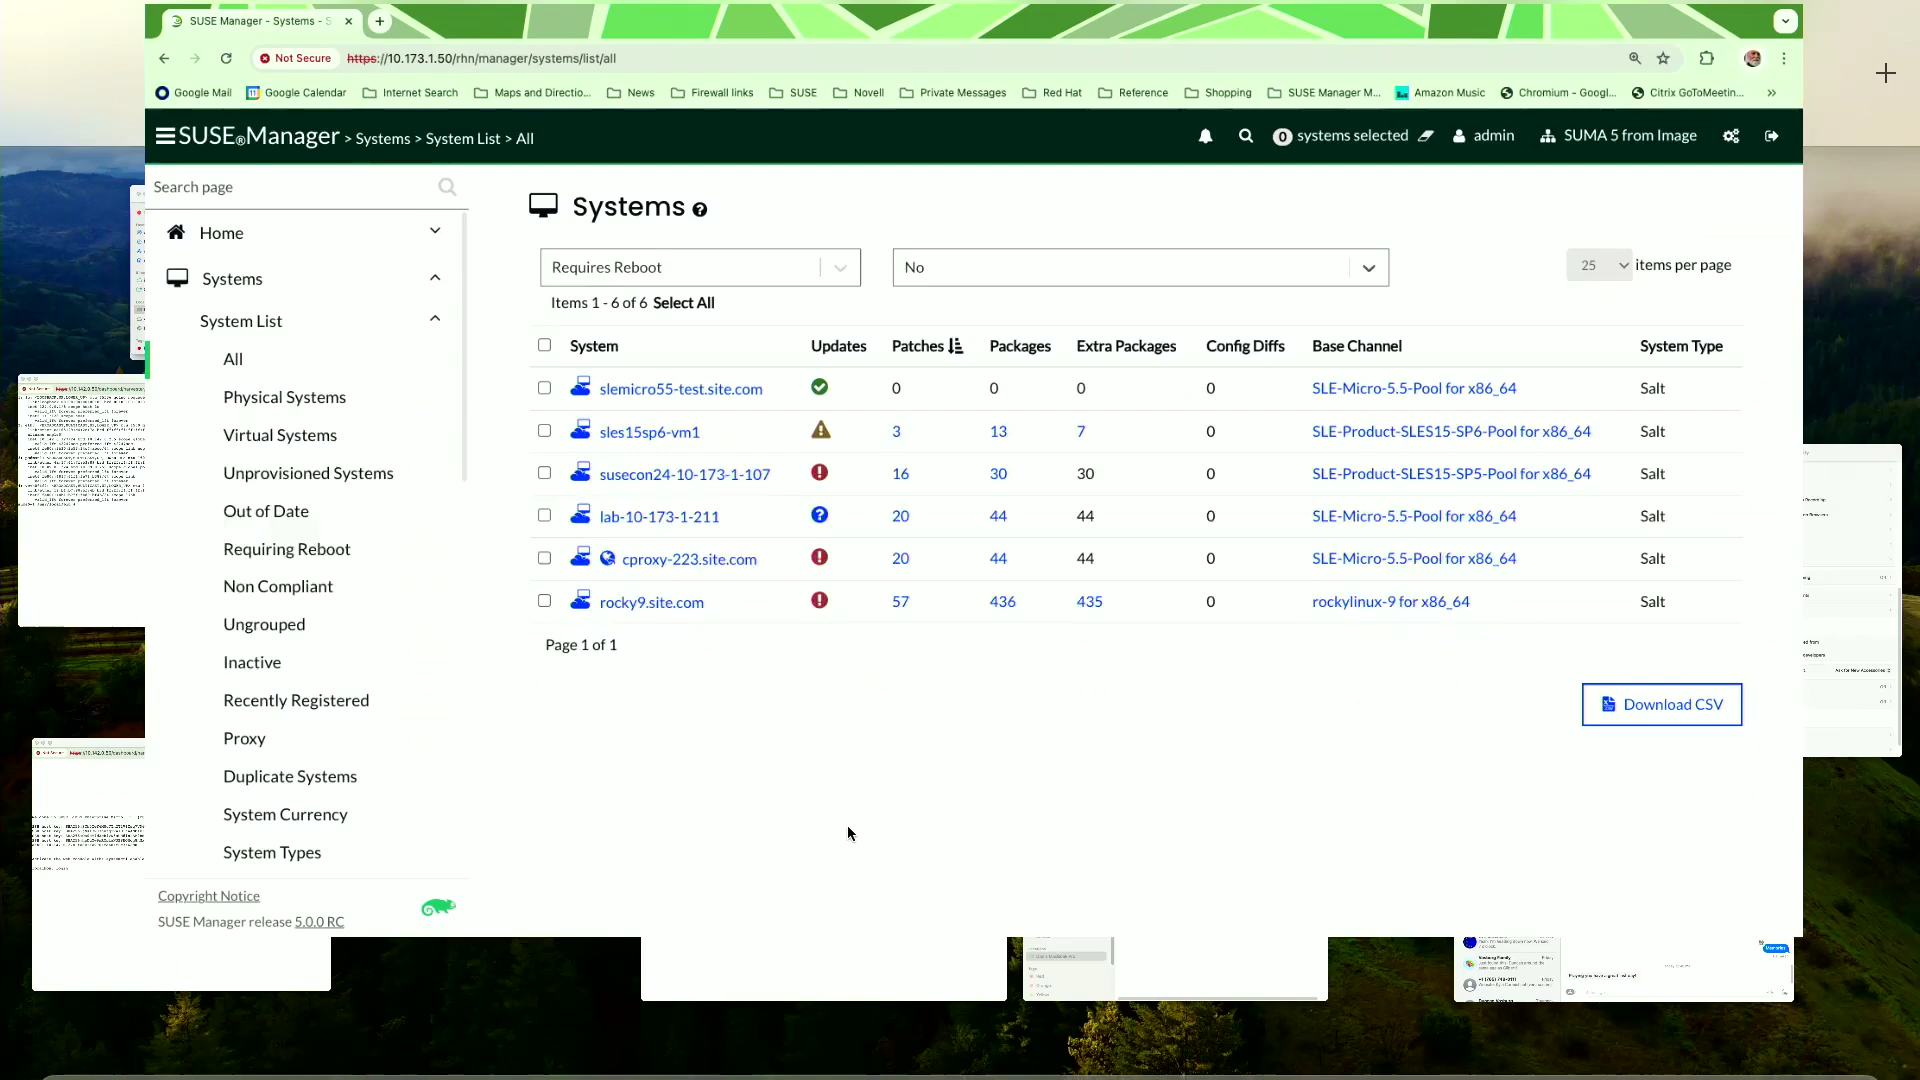 SUSE Manager - Systems - S
Not Secure https://10.173.1.50/rhn/manager/systems/list/all
Google Mail Google Calendar Internet Search Maps and Directio... News Firewall links SUSE Novell Private Messages Red Hat Reference Shopping SUSE Manager M... Amazon Music Chromium - Googl... Citrix GoToMeetin... »
SUSE®Manager > Systems > System List > All 0 systems selected admin SUMA 5 from Image
Search page
Home
Systems
System List
All
Physical Systems
Virtual Systems
Unprovisioned Systems
Out of Date
Requiring Reboot
Non Compliant
Ungrouped
Inactive
Recently Registered
Proxy
Duplicate Systems
System Currency
System Types
Copyright Notice
SUSE Manager release 5.0.0 RC
Systems
Requires Reboot No 25 items per page
Items 1 - 6 of 6 Select All
System Updates Patches Packages Extra Packages Config Diffs Base Channel System Type
slemicro55-test.site.com 0 0 0 0 SLE-Micro-5.5-Pool for x86_64 Salt
sles15sp6-vm1 3 13 7 0 SLE-Product-SLES15-SP6-Pool for x86_64 Salt
susecon24-10-173-1-107 16 30 30 0 SLE-Product-SLES15-SP5-Pool for x86_64 Salt
lab-10-173-1-211 20 44 44 0 SLE-Micro-5.5-Pool for x86_64 Salt
cproxy-223.site.com 20 44 44 0 SLE-Micro-5.5-Pool for x86_64 Salt
rocky9.site.com 57 436 435 0 rockylinux-9 for x86_64 Salt
Page 1 of 1
Download CSV